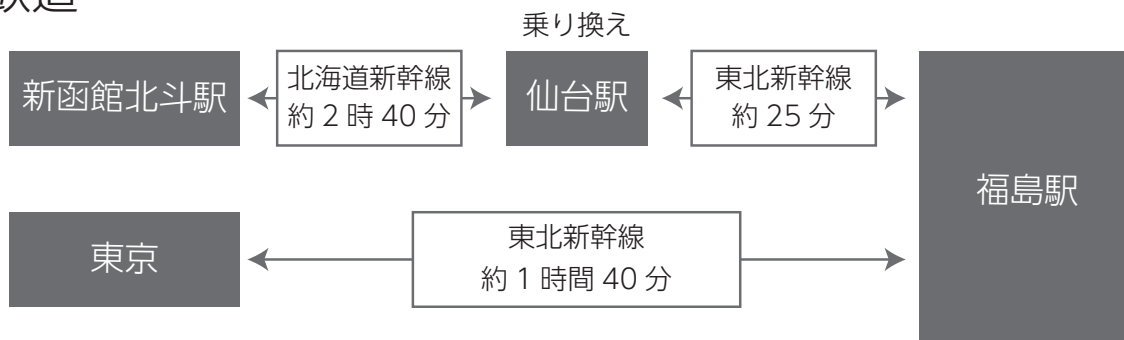 乗り換え
新函館北斗駅
北海道新幹線
約 2 時 40 分
仙台駅
東北新幹線
約 25 分
福島駅
東京
東北新幹線
約 1 時間 40 分